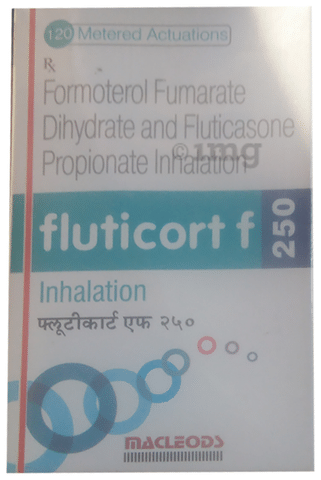 120 Metered Actuations
℞
Formoterol Fumarate
Dihydrate and Fluticasone
Propionate Inhalation
© 1mg
fluticort f 250
Inhalation
फ्लूटीकार्ट एफ २५०
MACLEODS